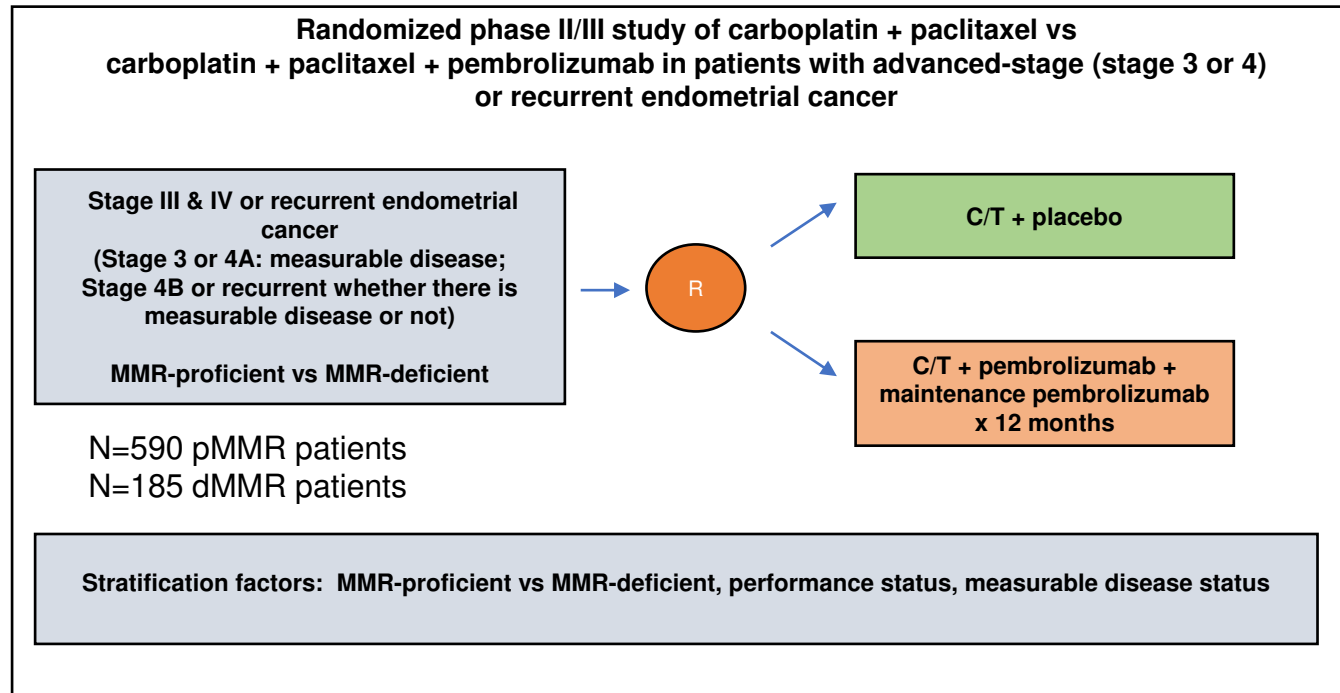 Randomized phase II/III study of carboplatin + paclitaxel vs
carboplatin + paclitaxel + pembrolizumab in patients with advanced-stage (stage 3 or 4)
or recurrent endometrial cancer
Stage III & IV or recurrent endometrial
cancer
(Stage 3 or 4A: measurable disease;
Stage 4B or recurrent whether there is
measurable disease or not)
MMR-proficient vs MMR-deficient
R
C/T + placebo
C/T + pembrolizumab +
maintenance pembrolizumab
x 12 months
N=590 pMMR patients
N=185 dMMR patients
Stratification factors: MMR-proficient vs MMR-deficient, performance status, measurable disease status